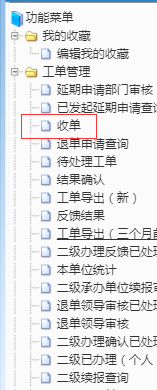 功能菜单
我的收藏
编辑我的收藏
工单管理
延期申请部门审核
已发起延期申请查询
收单
退单申请查询
待处理工单
结果确认
工单导出（新）
反馈结果
工单导出（三个月前
二级办理反馈已处理
本单位统计
二级承办单位续报审
退单领导审核已处理
退单领导审核
二级办理确认已处理
二级已办理（个人
二级续报查询